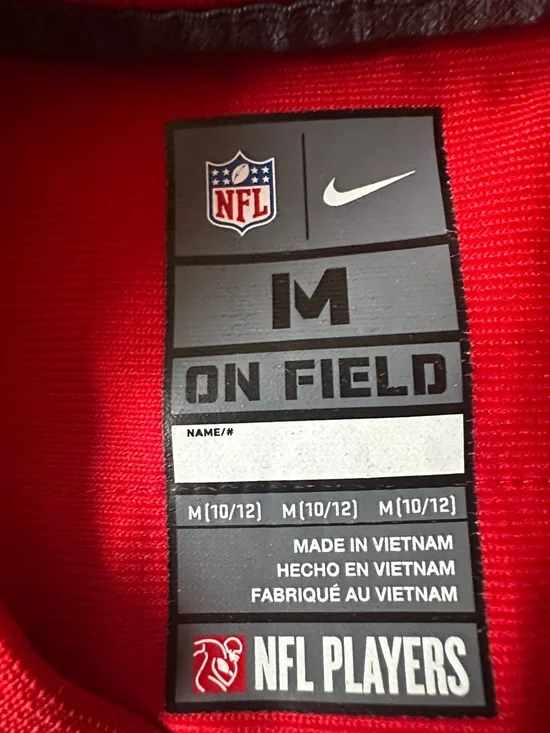 NFL
M
ON FIELD
NAME/#
M (10/12) M (10/12) M (10/12)
MADE IN VIETNAM
HECHO EN VIETNAM
FABRIQUÉ AU VIETNAM
NFL PLAYERS